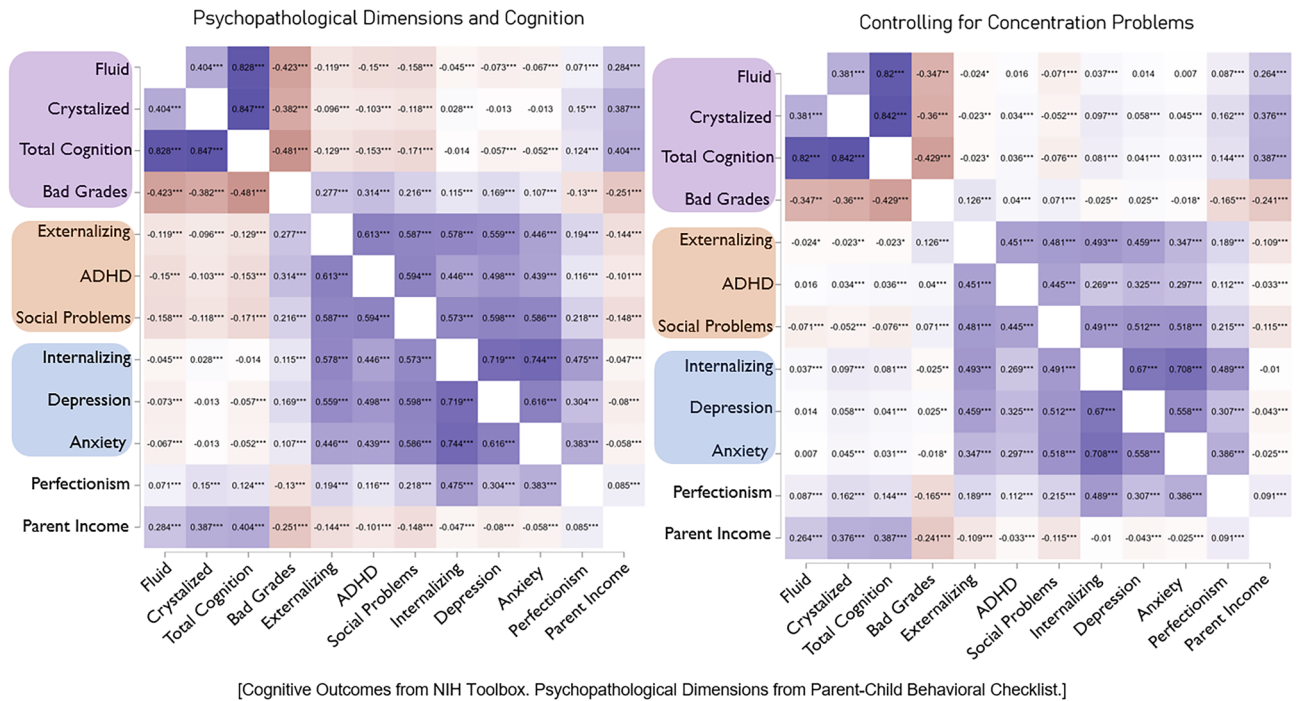 Psychopathological Dimensions and Cognition
Fluid 0.404*** 0.828*** -0.423*** -0.119*** -0.15*** -0.158*** -0.045*** -0.073*** -0.067*** 0.071*** 0.284***
Crystalized 0.404*** 0.847*** -0.382*** -0.096*** -0.103*** -0.118*** 0.028*** -0.013 -0.013 0.15*** 0.387***
Total Cognition 0.828*** 0.847*** -0.481*** -0.129*** -0.153*** -0.171*** -0.014 -0.057*** -0.052*** 0.124*** 0.404***
Bad Grades -0.423*** -0.382*** -0.481*** 0.277*** 0.314*** 0.216*** 0.115*** 0.169*** 0.107*** -0.13*** -0.251***
Externalizing -0.119*** -0.096*** -0.129*** 0.277*** 0.613*** 0.587*** 0.578*** 0.559*** 0.446*** 0.194*** -0.144***
ADHD -0.15*** -0.103*** -0.153*** 0.314*** 0.613*** 0.594*** 0.446*** 0.498*** 0.439*** 0.116*** -0.101***
Social Problems -0.158*** -0.118*** -0.171*** 0.216*** 0.587*** 0.594*** 0.573*** 0.598*** 0.586*** 0.218*** -0.148***
Internalizing -0.045*** 0.028*** -0.014 0.115*** 0.578*** 0.446*** 0.573*** 0.719*** 0.744*** 0.475*** -0.047***
Depression -0.073*** -0.013 -0.057*** 0.169*** 0.559*** 0.498*** 0.598*** 0.719*** 0.616*** 0.304*** -0.08***
Anxiety -0.067*** -0.013 -0.052*** 0.107*** 0.446*** 0.439*** 0.586*** 0.744*** 0.616*** 0.383*** -0.058***
Perfectionism 0.071*** 0.15*** 0.124*** -0.13*** 0.194*** 0.116*** 0.218*** 0.475*** 0.304*** 0.383*** 0.085***
Parent Income 0.284*** 0.387*** 0.404*** -0.251*** -0.144*** -0.101*** -0.148*** -0.047*** -0.08*** -0.058*** 0.085***
Fluid Crystalized Total Cognition Bad Grades Externalizing ADHD Social Problems Internalizing Depression Anxiety Perfectionism Parent Income
Controlling for Concentration Problems
Fluid 0.381*** 0.82*** -0.347** -0.024* 0.016 -0.071*** 0.037*** 0.014 0.007 0.087*** 0.264***
Crystalized 0.381*** 0.842*** -0.36*** -0.023** 0.034*** -0.052*** 0.097*** 0.058*** 0.045*** 0.162*** 0.376***
Total Cognition 0.82*** 0.842*** -0.429*** -0.023* 0.036*** -0.076*** 0.081*** 0.041*** 0.031*** 0.144*** 0.387***
Bad Grades -0.347** -0.36*** -0.429*** 0.126*** 0.04*** 0.071*** -0.025** 0.025** -0.018* -0.165*** -0.241***
Externalizing -0.024* -0.023** -0.023* 0.126*** 0.451*** 0.481*** 0.493*** 0.459*** 0.347*** 0.189*** -0.109***
ADHD 0.016 0.034*** 0.036*** 0.04*** 0.451*** 0.445*** 0.269*** 0.325*** 0.297*** 0.112*** -0.033***
Social Problems -0.071*** -0.052*** -0.076*** 0.071*** 0.481*** 0.445*** 0.491*** 0.512*** 0.518*** 0.215*** -0.115***
Internalizing 0.037*** 0.097*** 0.081*** -0.025** 0.493*** 0.269*** 0.491*** 0.67*** 0.708*** 0.489*** -0.01
Depression 0.014 0.058*** 0.041*** 0.025** 0.459*** 0.325*** 0.512*** 0.67*** 0.558*** 0.307*** -0.043***
Anxiety 0.007 0.045*** 0.031*** -0.018* 0.347*** 0.297*** 0.518*** 0.708*** 0.558*** 0.386*** -0.025***
Perfectionism 0.087*** 0.162*** 0.144*** -0.165*** 0.189*** 0.112*** 0.215*** 0.489*** 0.307*** 0.386*** 0.091***
Parent Income 0.264*** 0.376*** 0.387*** -0.241*** -0.109*** -0.033*** -0.115*** -0.01 -0.043*** -0.025*** 0.091***
Fluid Crystalized Total Cognition Bad Grades Externalizing ADHD Social Problems Internalizing Depression Anxiety Perfectionism Parent Income
[Cognitive Outcomes from NIH Toolbox. Psychopathological Dimensions from Parent-Child Behavioral Checklist.]